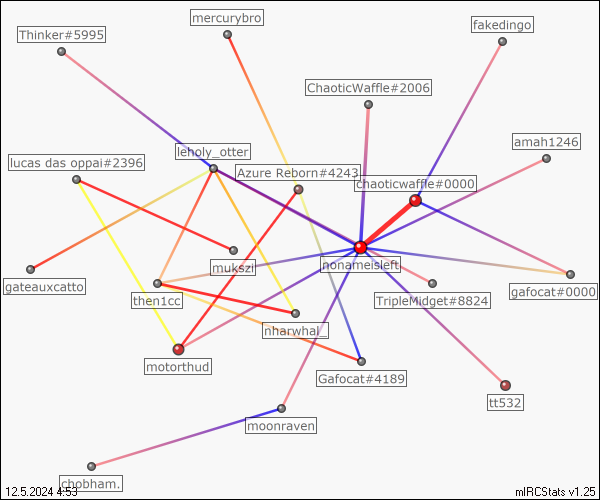 mercurybro
fakedingo
Thinker#5995
ChaoticWaffle#2006
amah1246
leholy_otter
lucas das oppai#2396
Azure Reborn#4243
chaoticwaffle#0000
mukszi
nonameisleft
gateauxcatto
then1cc
TripleMidget#8824
gafocat#0000
nharwhal_
motorthud
Gafocat#4189
tt532
moonraven
chobham.
12.5.2024 4:53
mIRCStats v1.25